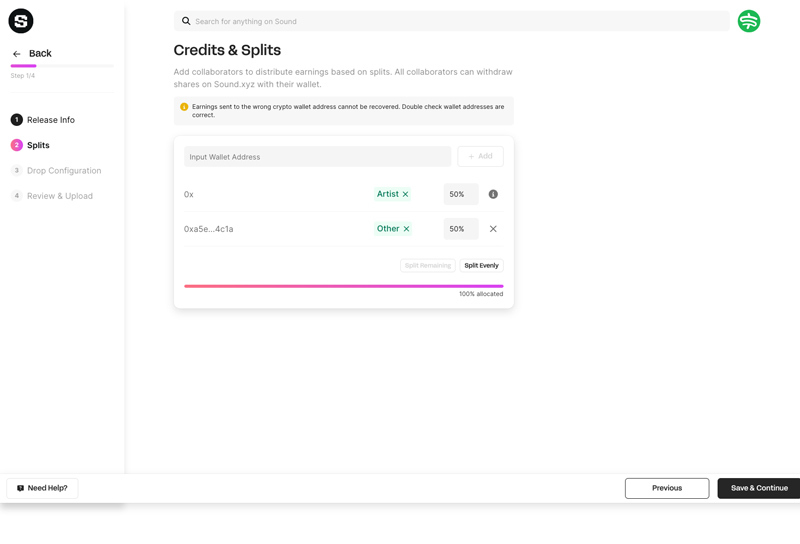 S
Search for anything on Sound
Back
Step 1/4
1 Release Info
2 Splits
3 Drop Configuration
4 Review & Upload
Credits & Splits
Add collaborators to distribute earnings based on splits. All collaborators can withdraw
shares on Sound.xyz with their wallet.
Earnings sent to the wrong crypto wallet address cannot be recovered. Double check wallet addresses are
correct.
Input Wallet Address + Add
0x Artist × 50%
0xa5e...4c1a Other × 50%
Split Remaining Split Evenly
100% allocated
Need Help? Previous Save & Continue